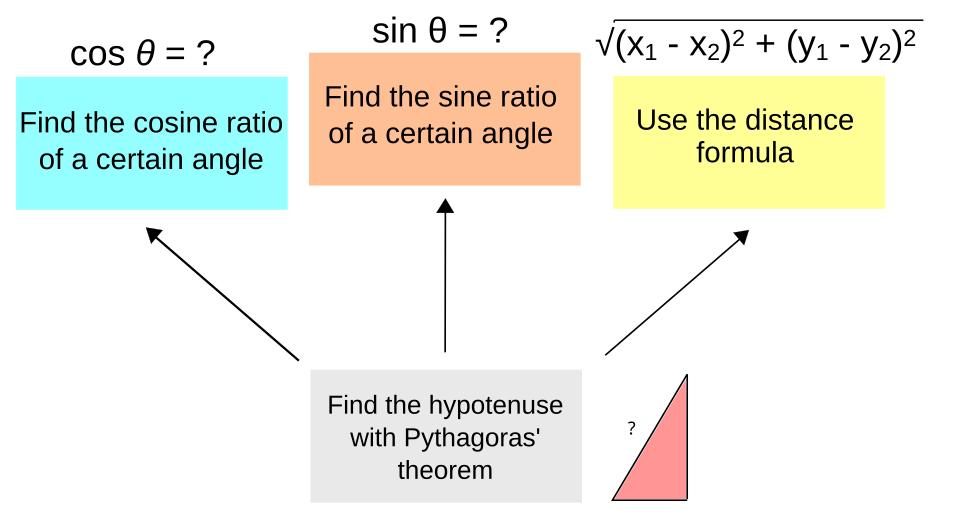 cos θ = ?
Find the cosine ratio
of a certain angle
sin θ = ?
Find the sine ratio
of a certain angle
√(x₁ - x₂)² + (y₁ - y₂)²
Use the distance
formula
Find the hypotenuse
with Pythagoras'
theorem
?